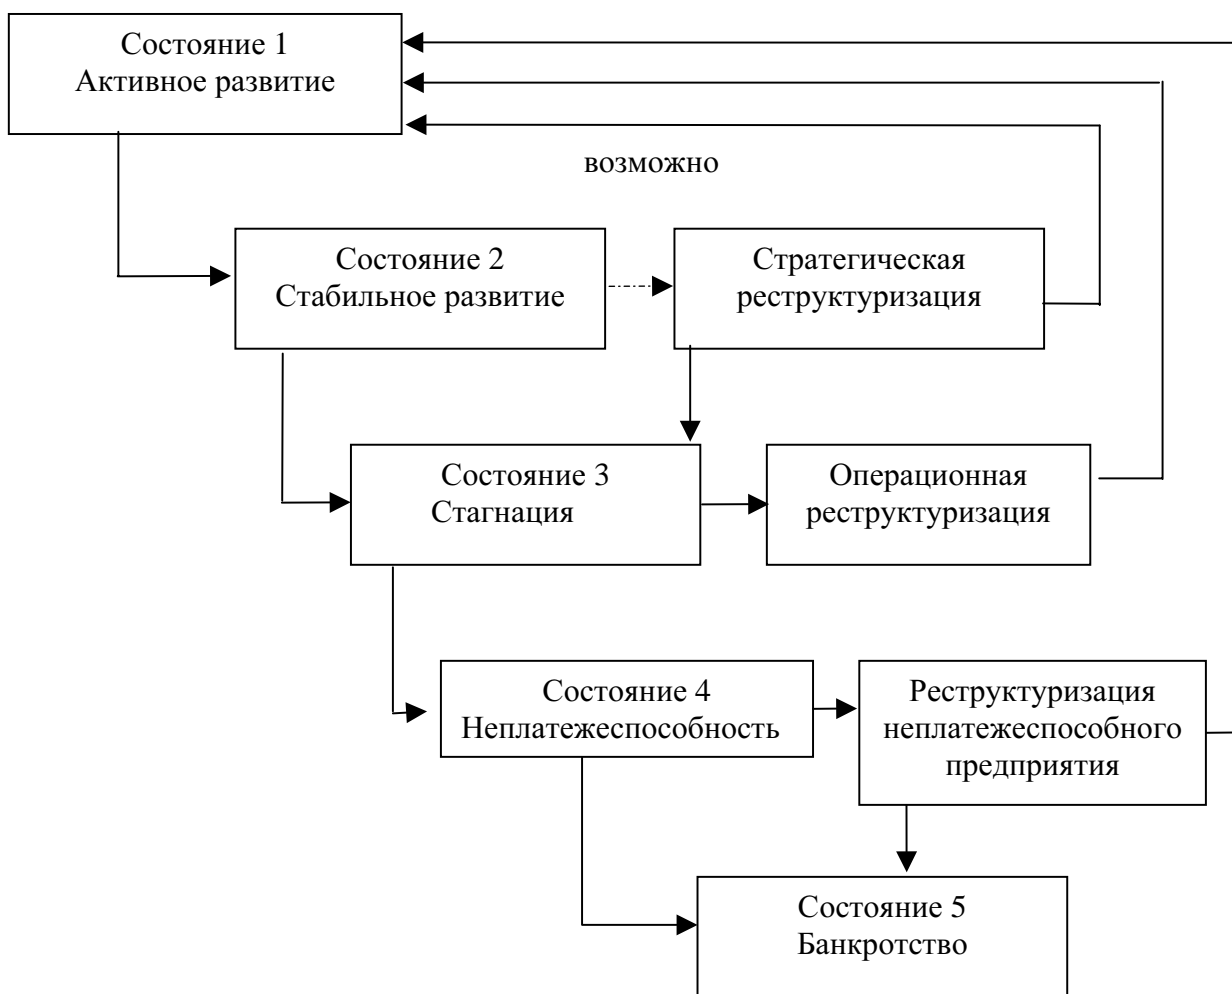 Состояние 1
Активное развитие
возможно
Состояние 2
Стабильное развитие
Стратегическая
реструктуризация
Состояние 3
Стагнация
Операционная
реструктуризация
Состояние 4
Неплатежеспособность
Реструктуризация
неплатежеспособного
предприятия
Состояние 5
Банкротство